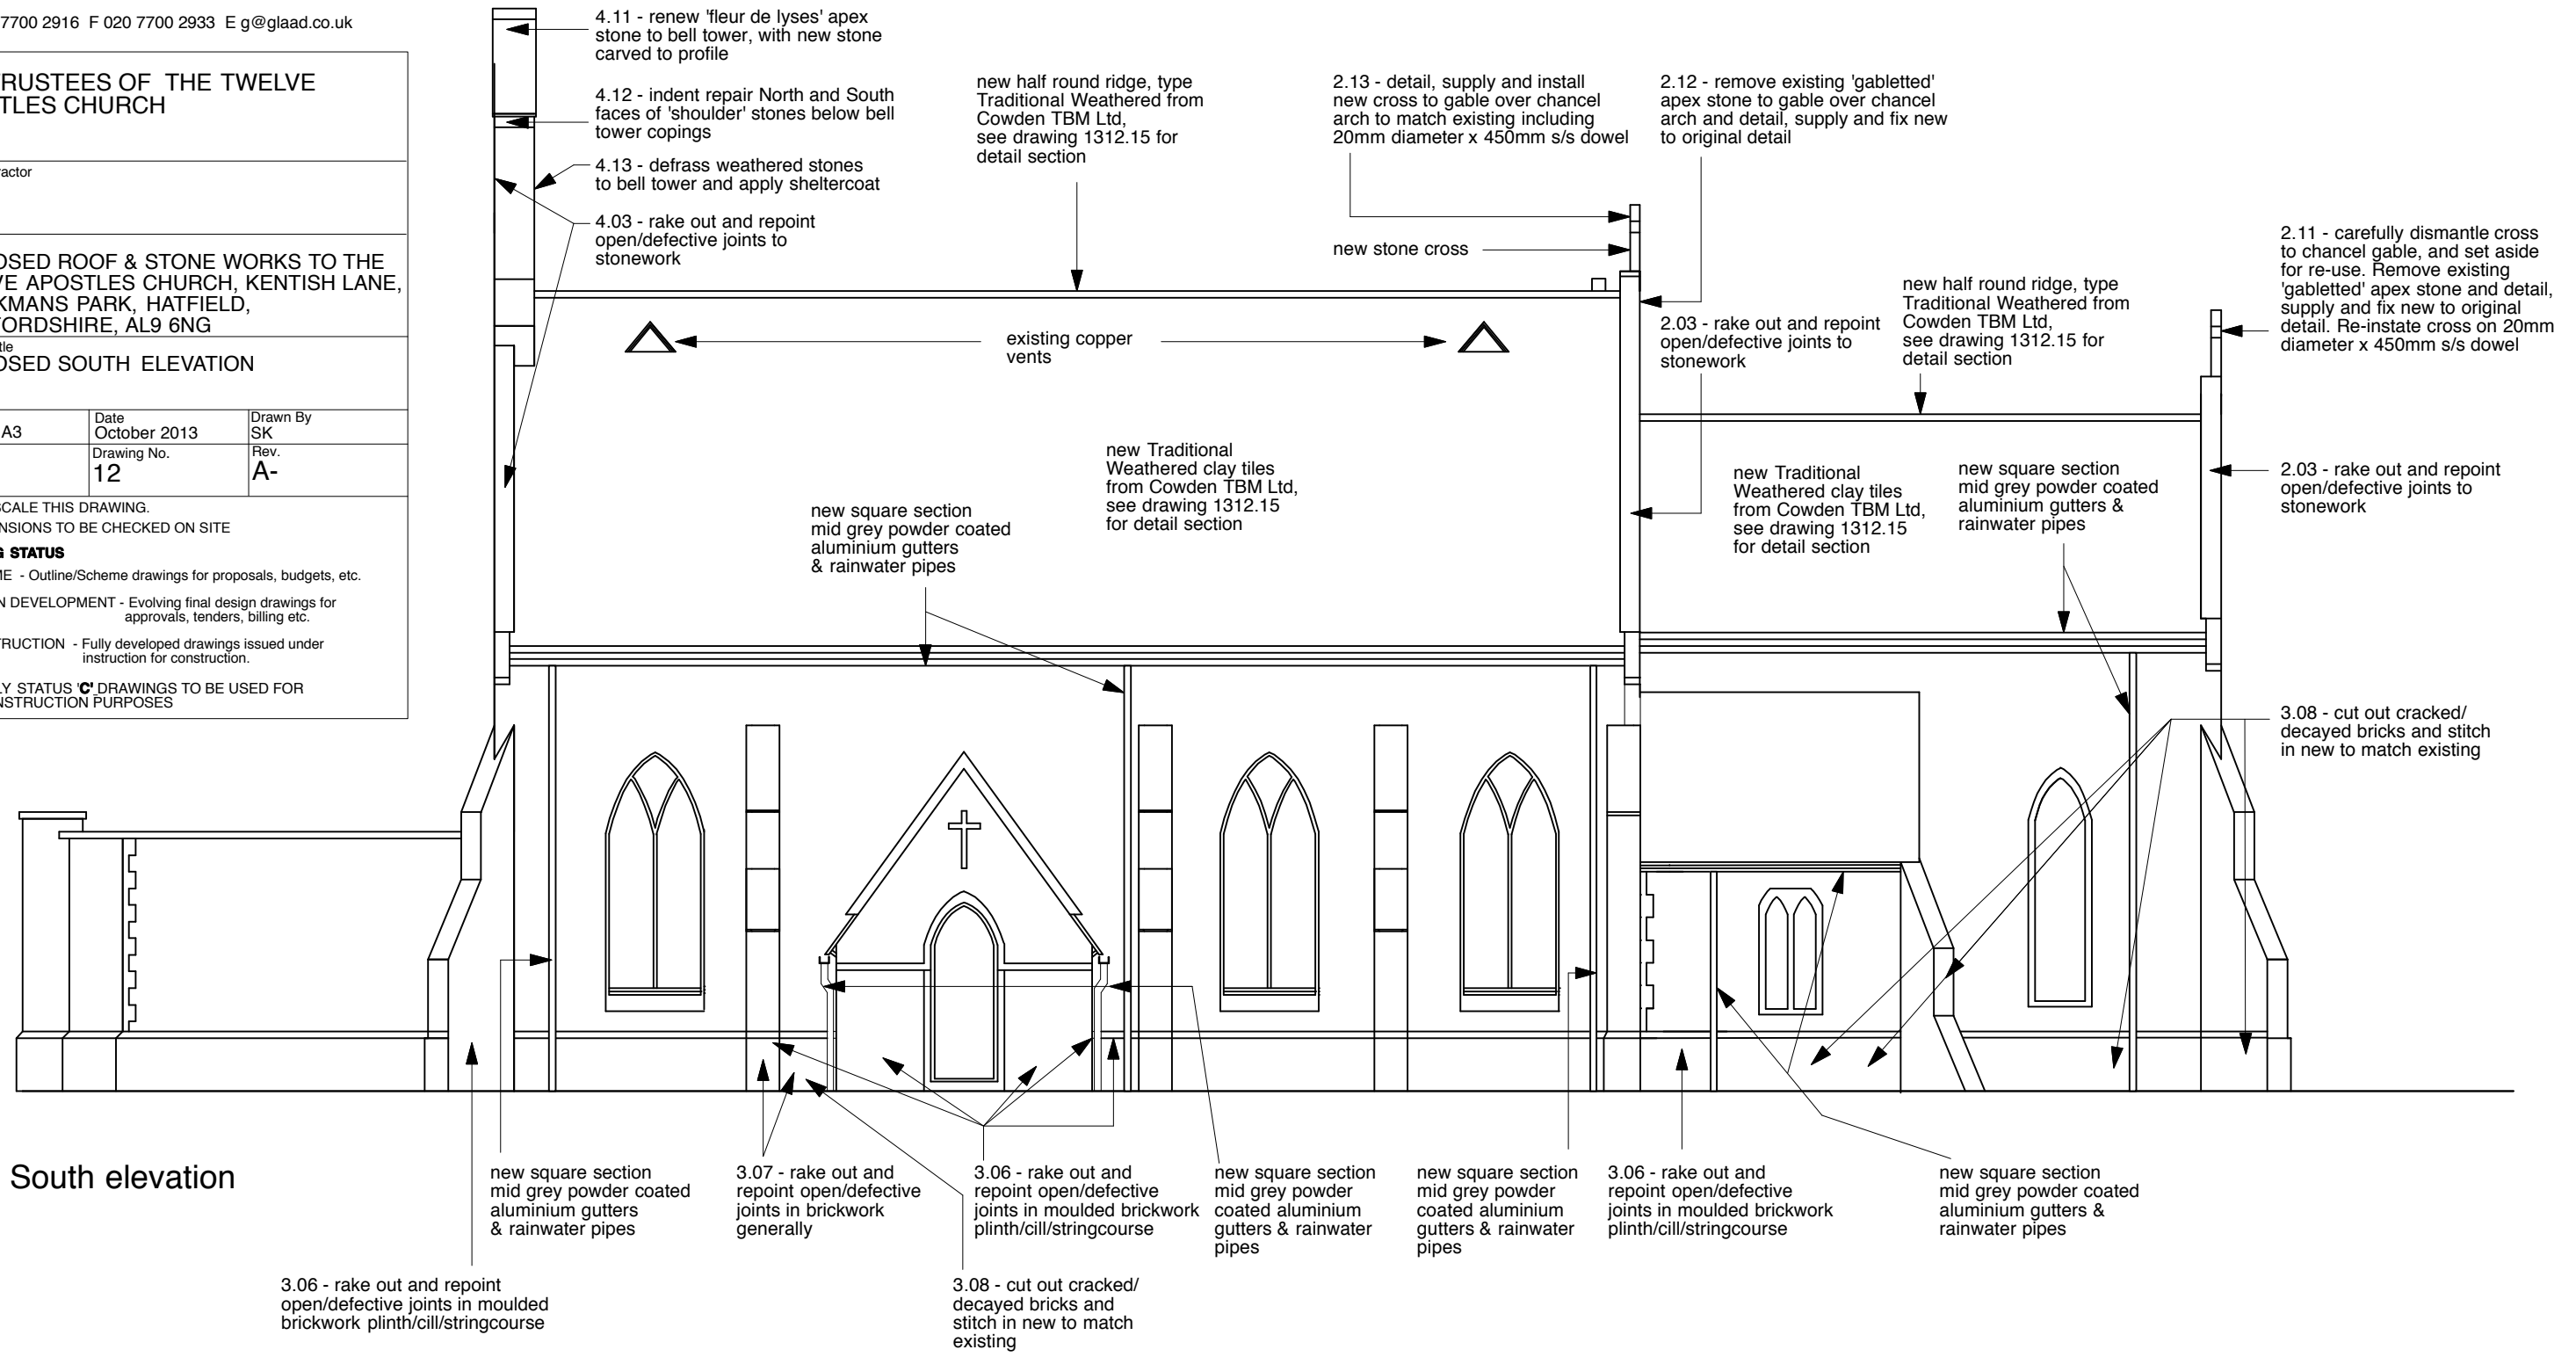 7700 2916 F 020 7700 2933 E g@glaad.co.uk
RUSTEES OF THE TWELVE
TLES CHURCH
ractor
OSED ROOF & STONE WORKS TO THE
VE APOSTLES CHURCH, KENTISH LANE,
KMANS PARK, HATFIELD,
FORDSHIRE, AL9 6NG
tle
OSED SOUTH ELEVATION
A3
Date
October 2013
Drawn By
SK
Drawing No.
12
Rev.
A-
SCALE THIS DRAWING.
NSIONS TO BE CHECKED ON SITE
G STATUS
ME - Outline/Scheme drawings for proposals, budgets, etc.
N DEVELOPMENT - Evolving final design drawings for
approvals, tenders, billing etc.
TRUCTION - Fully developed drawings issued under
instruction for construction.
LY STATUS 'C' DRAWINGS TO BE USED FOR
NSTRUCTION PURPOSES
4.11 - renew 'fleur de lyses' apex
stone to bell tower, with new stone
carved to profile
4.12 - indent repair North and South
faces of 'shoulder' stones below bell
tower copings
4.13 - defrass weathered stones
to bell tower and apply sheltercoat
4.03 - rake out and repoint
open/defective joints to
stonework
new half round ridge, type
Traditional Weathered from
Cowden TBM Ltd,
see drawing 1312.15 for
detail section
2.13 - detail, supply and install
new cross to gable over chancel
arch to match existing including
20mm diameter x 450mm s/s dowel
new stone cross
2.12 - remove existing 'gabletted'
apex stone to gable over chancel
arch and detail, supply and fix new
to original detail
2.03 - rake out and repoint
open/defective joints to
stonework
new half round ridge, type
Traditional Weathered from
Cowden TBM Ltd,
see drawing 1312.15 for
detail section
2.11 - carefully dismantle cross
to chancel gable, and set aside
for re-use. Remove existing
'gabletted' apex stone and detail,
supply and fix new to original
detail. Re-instate cross on 20mm
diameter x 450mm s/s dowel
existing copper
vents
new square section
mid grey powder coated
aluminium gutters
& rainwater pipes
new Traditional
Weathered clay tiles
from Cowden TBM Ltd,
see drawing 1312.15
for detail section
new Traditional
Weathered clay tiles
from Cowden TBM Ltd,
see drawing 1312.15
for detail section
new square section
mid grey powder coated
aluminium gutters &
rainwater pipes
2.03 - rake out and repoint
open/defective joints to
stonework
3.08 - cut out cracked/
decayed bricks and stitch
in new to match existing
South elevation
3.06 - rake out and repoint
open/defective joints in moulded
brickwork plinth/cill/stringcourse
new square section
mid grey powder coated
aluminium gutters
& rainwater pipes
3.07 - rake out and
repoint open/defective
joints in brickwork
generally
3.08 - cut out cracked/
decayed bricks and
stitch in new to match
existing
3.06 - rake out and
repoint open/defective
joints in moulded brickwork
plinth/cill/stringcourse
new square section
mid grey powder
coated aluminium
gutters & rainwater
pipes
new square section
mid grey powder
coated aluminium
gutters & rainwater
pipes
3.06 - rake out and
repoint open/defective
joints in moulded brickwork
plinth/cill/stringcourse
new square section
mid grey powder coated
aluminium gutters &
rainwater pipes